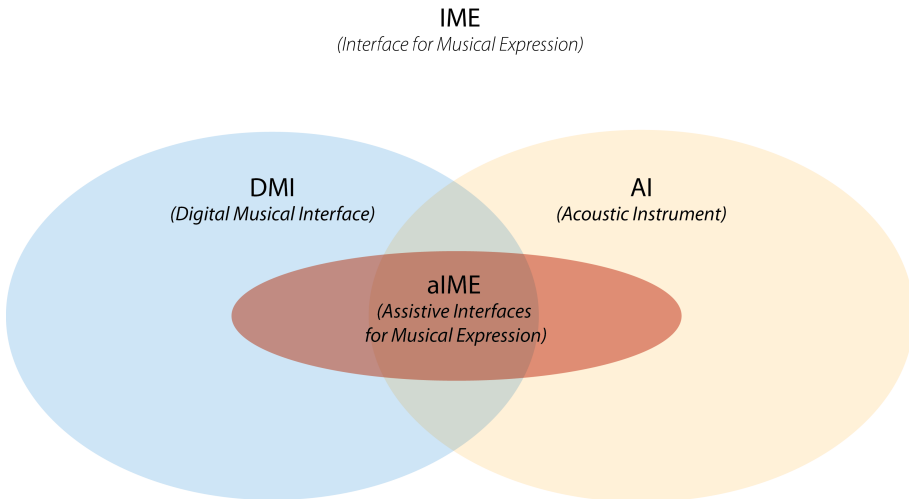 IME
(Interface for Musical Expression)
DMI
(Digital Musical Interface)
AI
(Acoustic Instrument)
aIME
(Assistive Interfaces
for Musical Expression)